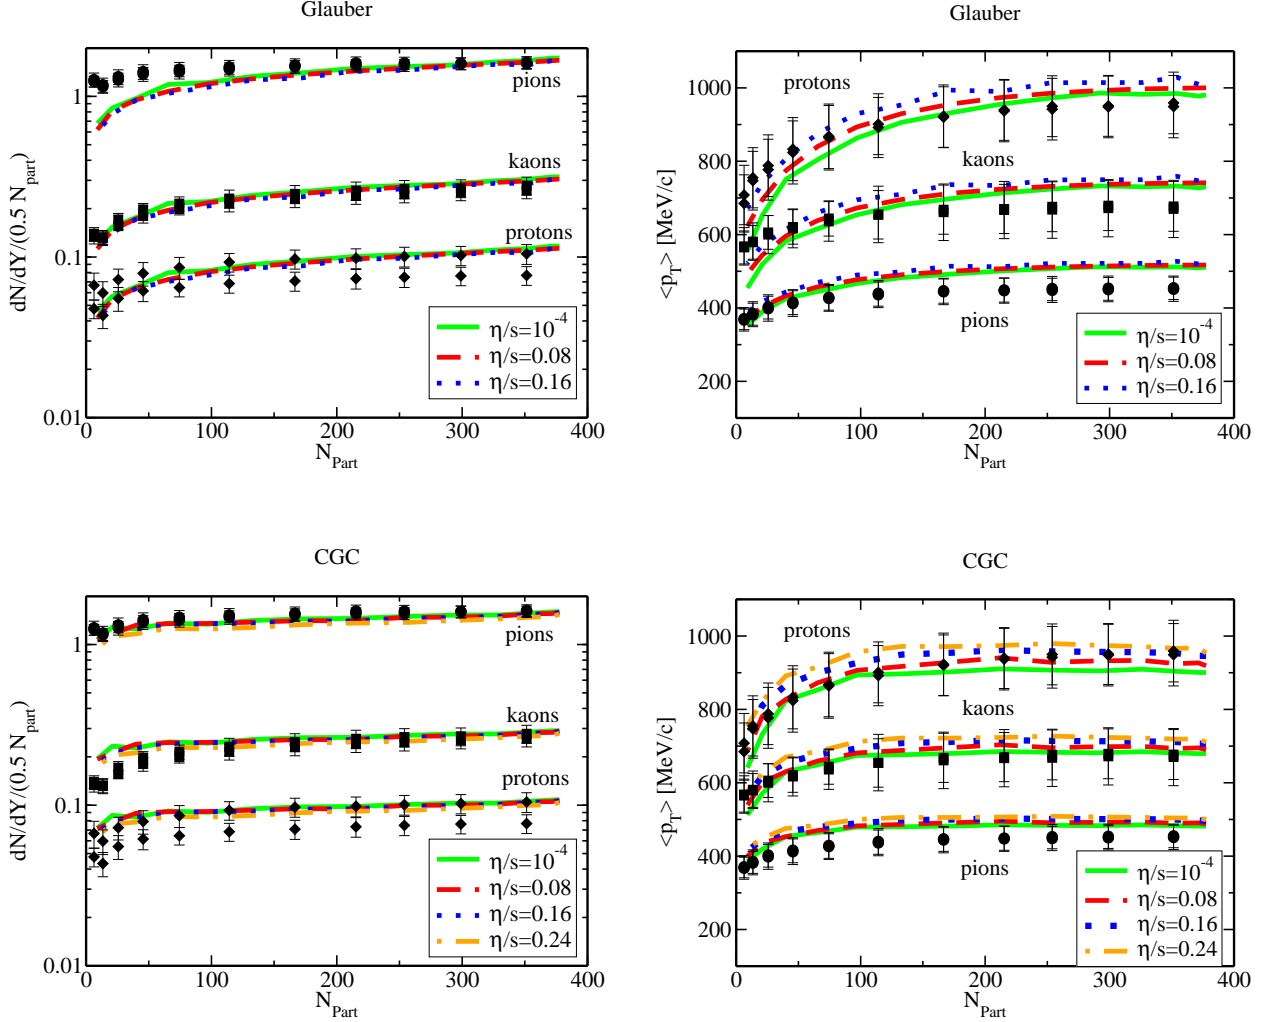 Glauber
dN/dY/(0.5 N_part)
1
0.1
0.01
pions
kaons
protons
η/s=10^-4
η/s=0.08
η/s=0.16
0 100 200 300 400
N_Part
Glauber
<p_T> [MeV/c]
1000
800
600
400
200
protons
kaons
pions
η/s=10^-4
η/s=0.08
η/s=0.16
0 100 200 300 400
N_Part
CGC
dN/dY/(0.5 N_part)
1
0.1
0.01
pions
kaons
protons
η/s=10^-4
η/s=0.08
η/s=0.16
η/s=0.24
0 100 200 300 400
N_Part
CGC
<p_T> [MeV/c]
1000
800
600
400
200
protons
kaons
pions
η/s=10^-4
η/s=0.08
η/s=0.16
η/s=0.24
0 100 200 300 400
N_Part